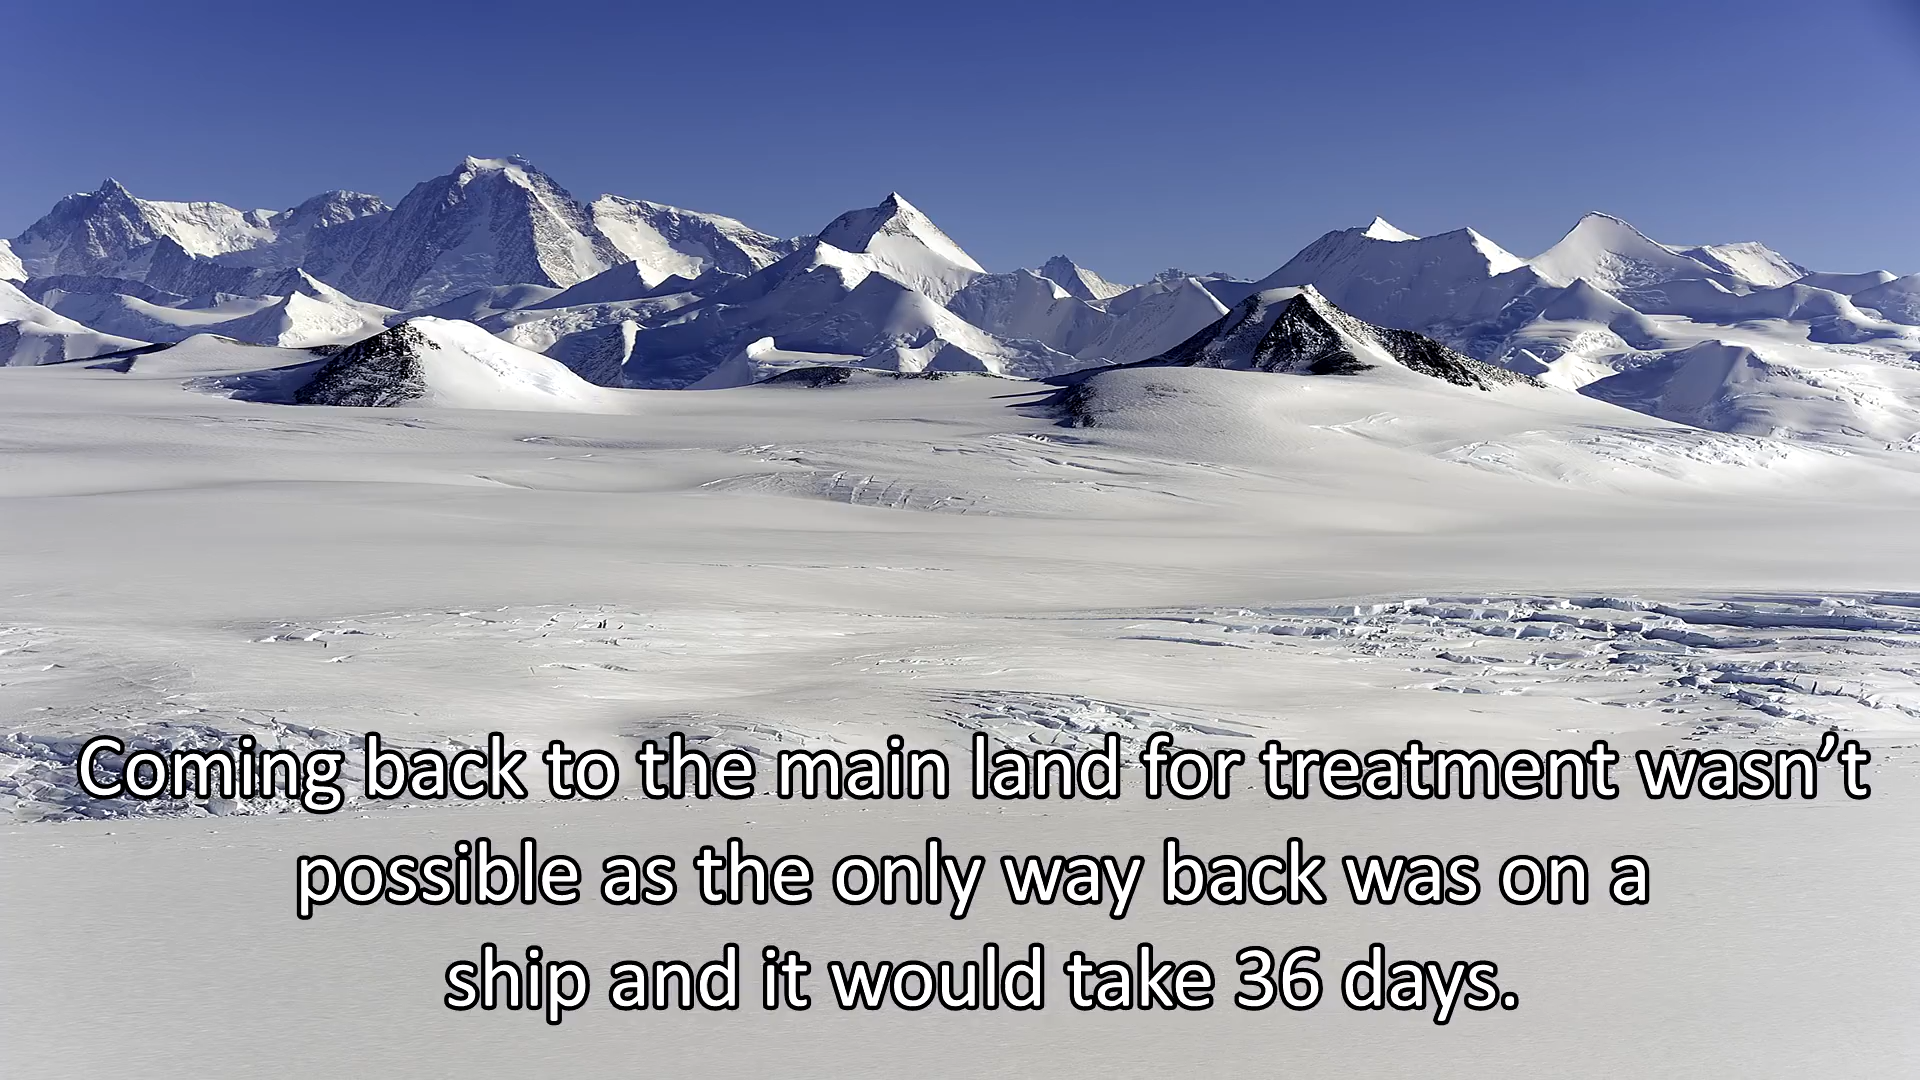 Coming back to the main land for treatment wasn’t
possible as the only way back was on a
ship and it would take 36 days.